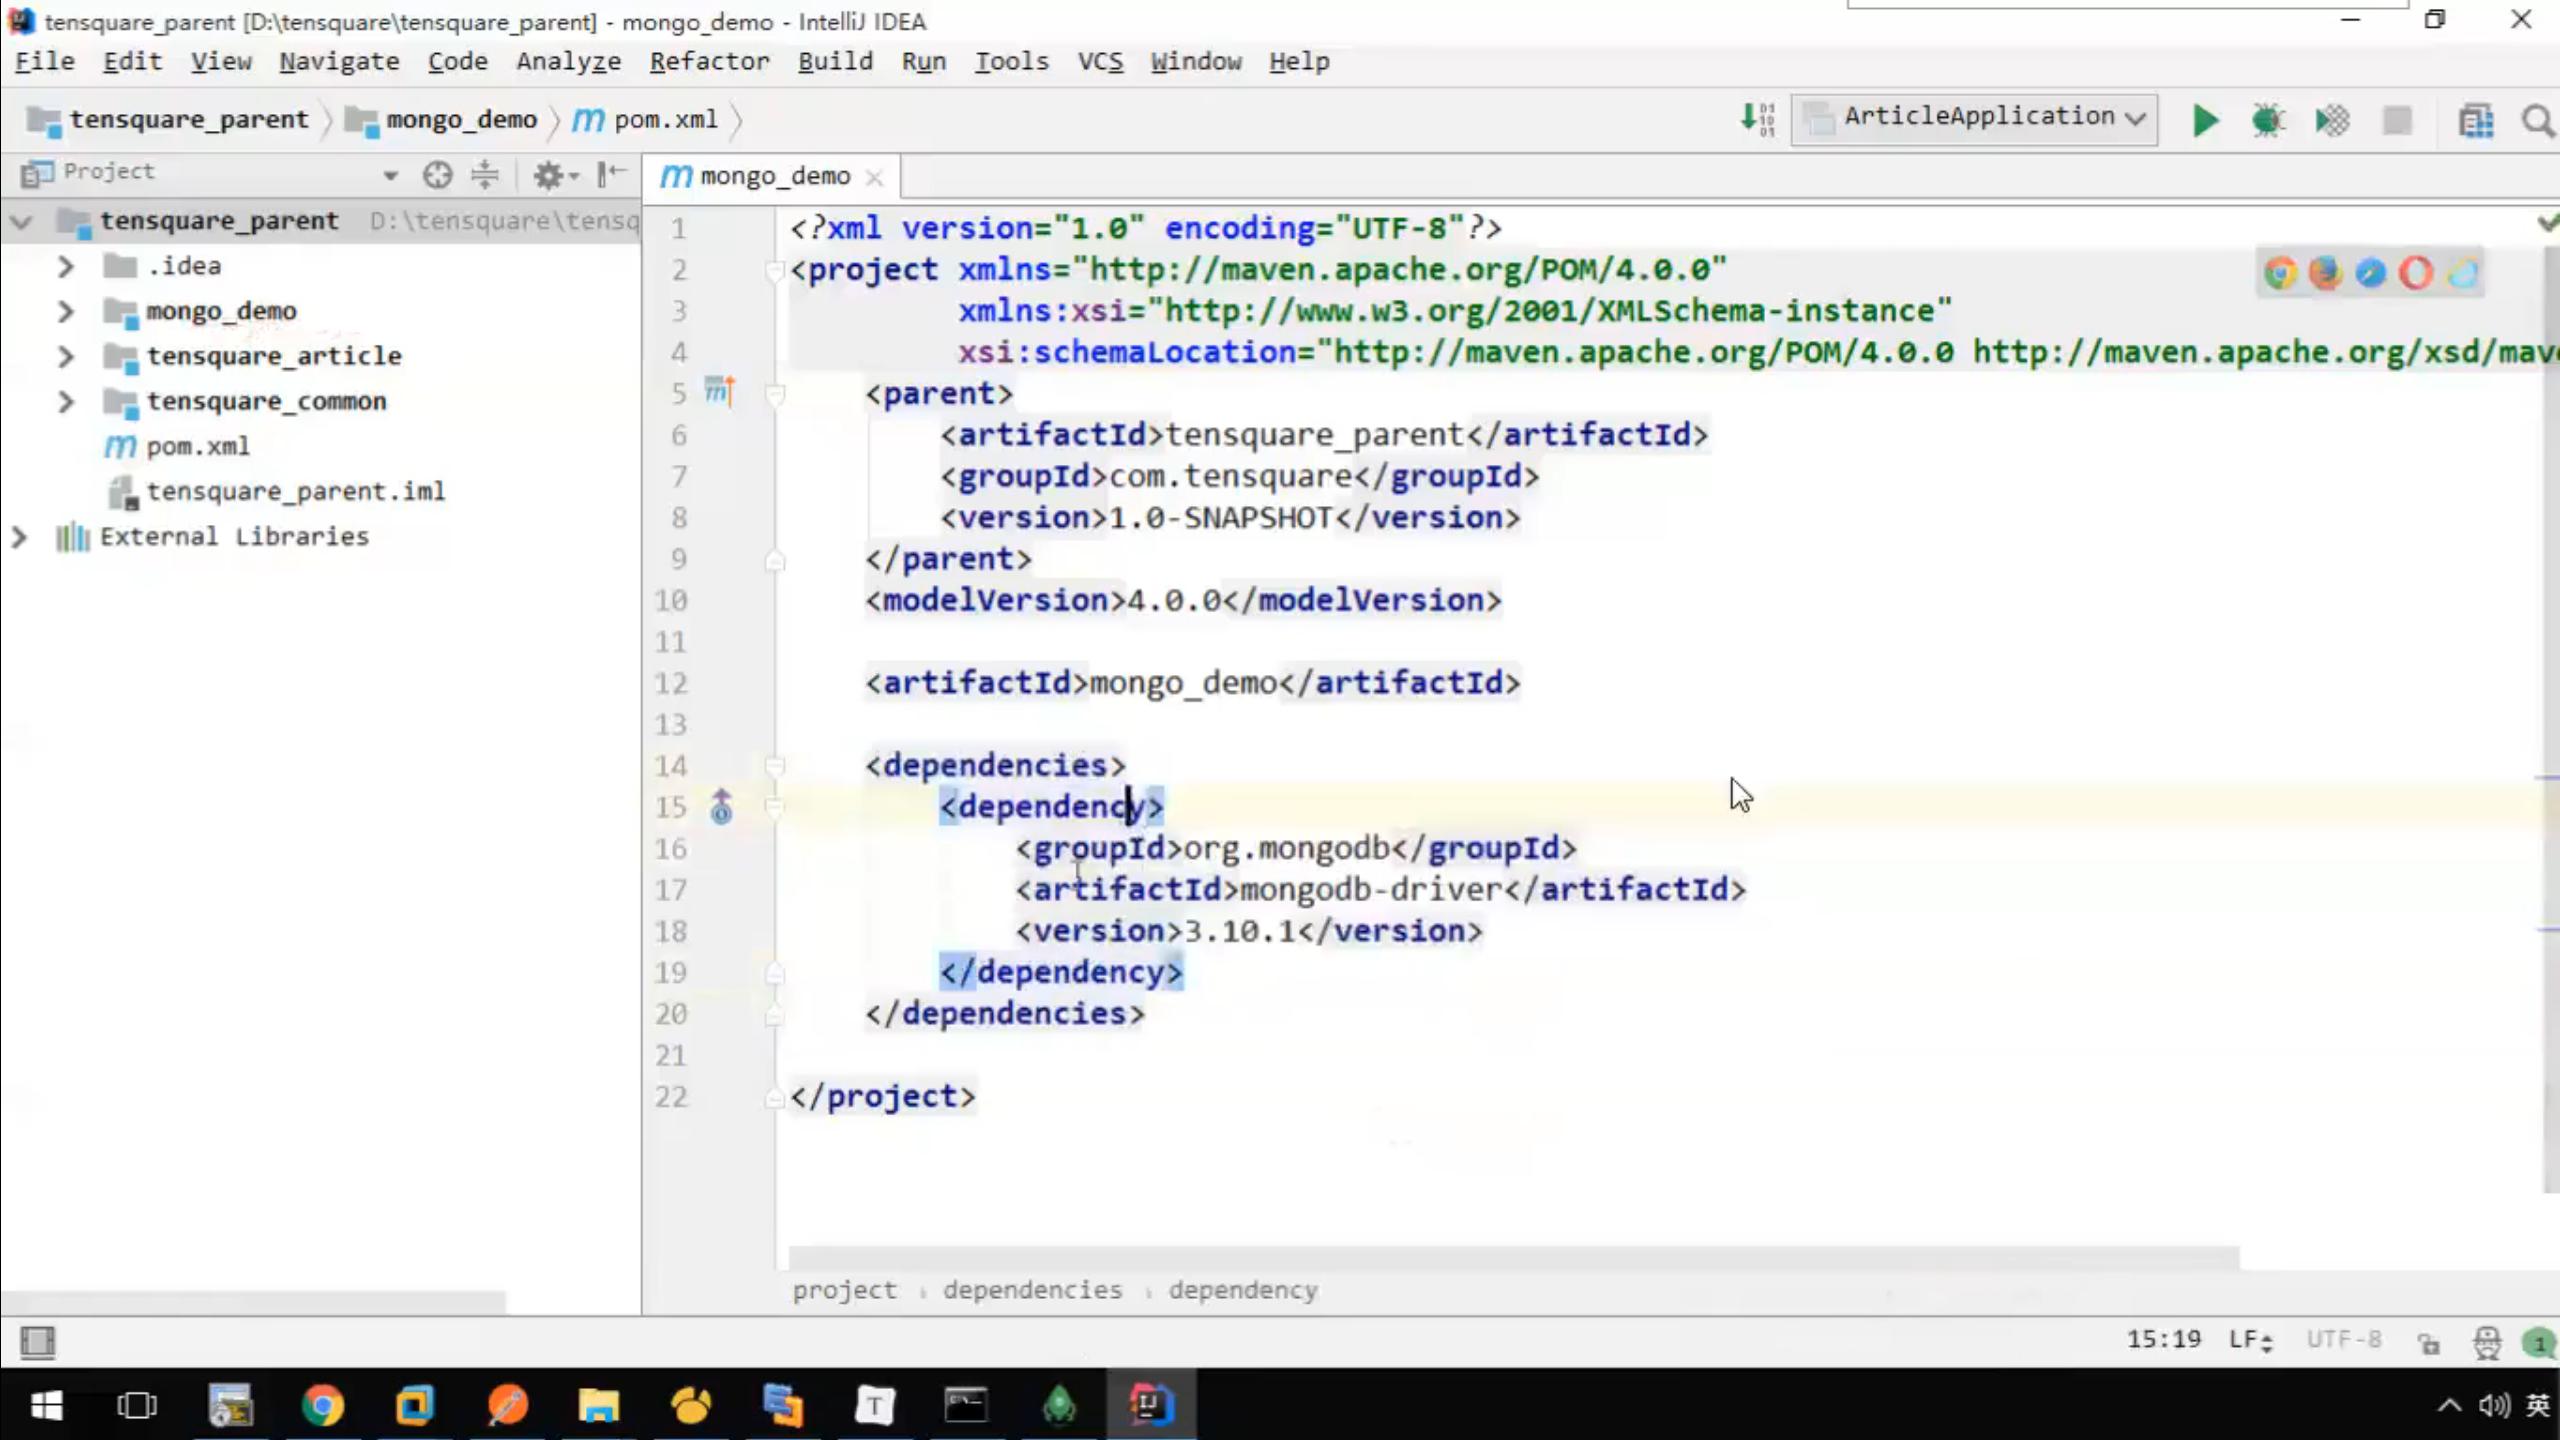 tensquare_parent [D:\tensquare\tensquare_parent] - mongo_demo - IntelliJ IDEA
File Edit View Navigate Code Analyze Refactor Build Run Tools VCS Window Help
tensquare_parent mongo_demo pom.xml
ArticleApplication
Project
mongo_demo
tensquare_parent D:\tensquare\tensq
.idea
mongo_demo
tensquare_article
tensquare_common
pom.xml
tensquare_parent.iml
External Libraries
1 <?xml version="1.0" encoding="UTF-8"?>
2 <project xmlns="http://maven.apache.org/POM/4.0.0"
3 xmlns:xsi="http://www.w3.org/2001/XMLSchema-instance"
4 xsi:schemaLocation="http://maven.apache.org/POM/4.0.0 http://maven.apache.org/xsd/mav
5 <parent>
6 <artifactId>tensquare_parent</artifactId>
7 <groupId>com.tensquare</groupId>
8 <version>1.0-SNAPSHOT</version>
9 </parent>
10 <modelVersion>4.0.0</modelVersion>
11
12 <artifactId>mongo_demo</artifactId>
13
14 <dependencies>
15 <dependency>
16 <groupId>org.mongodb</groupId>
17 <artifactId>mongodb-driver</artifactId>
18 <version>3.10.1</version>
19 </dependency>
20 </dependencies>
21
22 </project>
project dependencies dependency
15:19 LF UTF-8 1
英